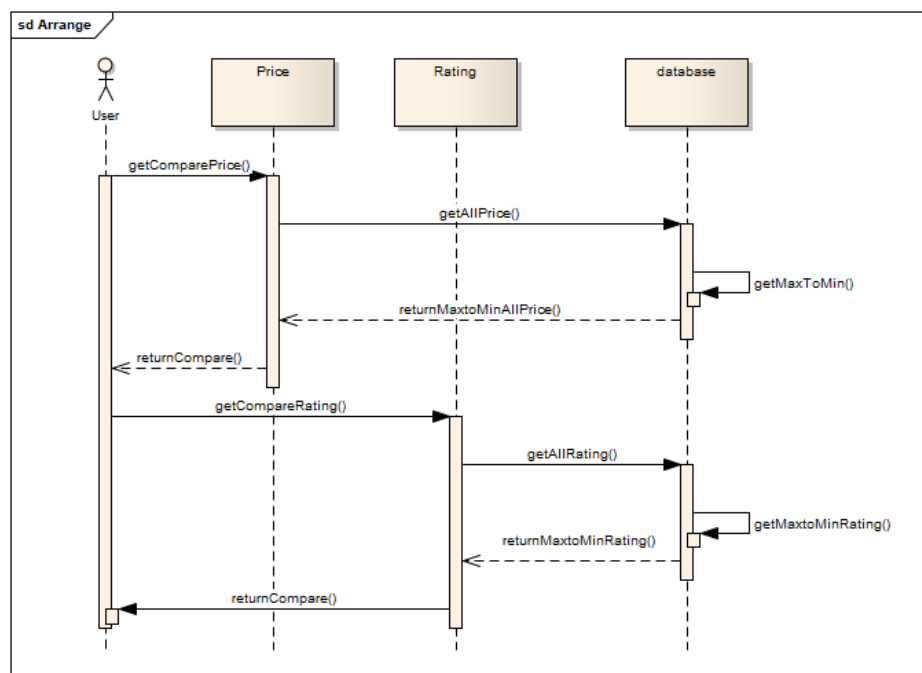 sd Arrange
Price
Rating
database
User
getComparePrice()
getAllPrice()
getMaxToMin()
returnMaxtoMinAllPrice()
returnCompare()
getCompareRating()
getAllRating()
getMaxtoMinRating()
returnMaxtoMinRating()
returnCompare()